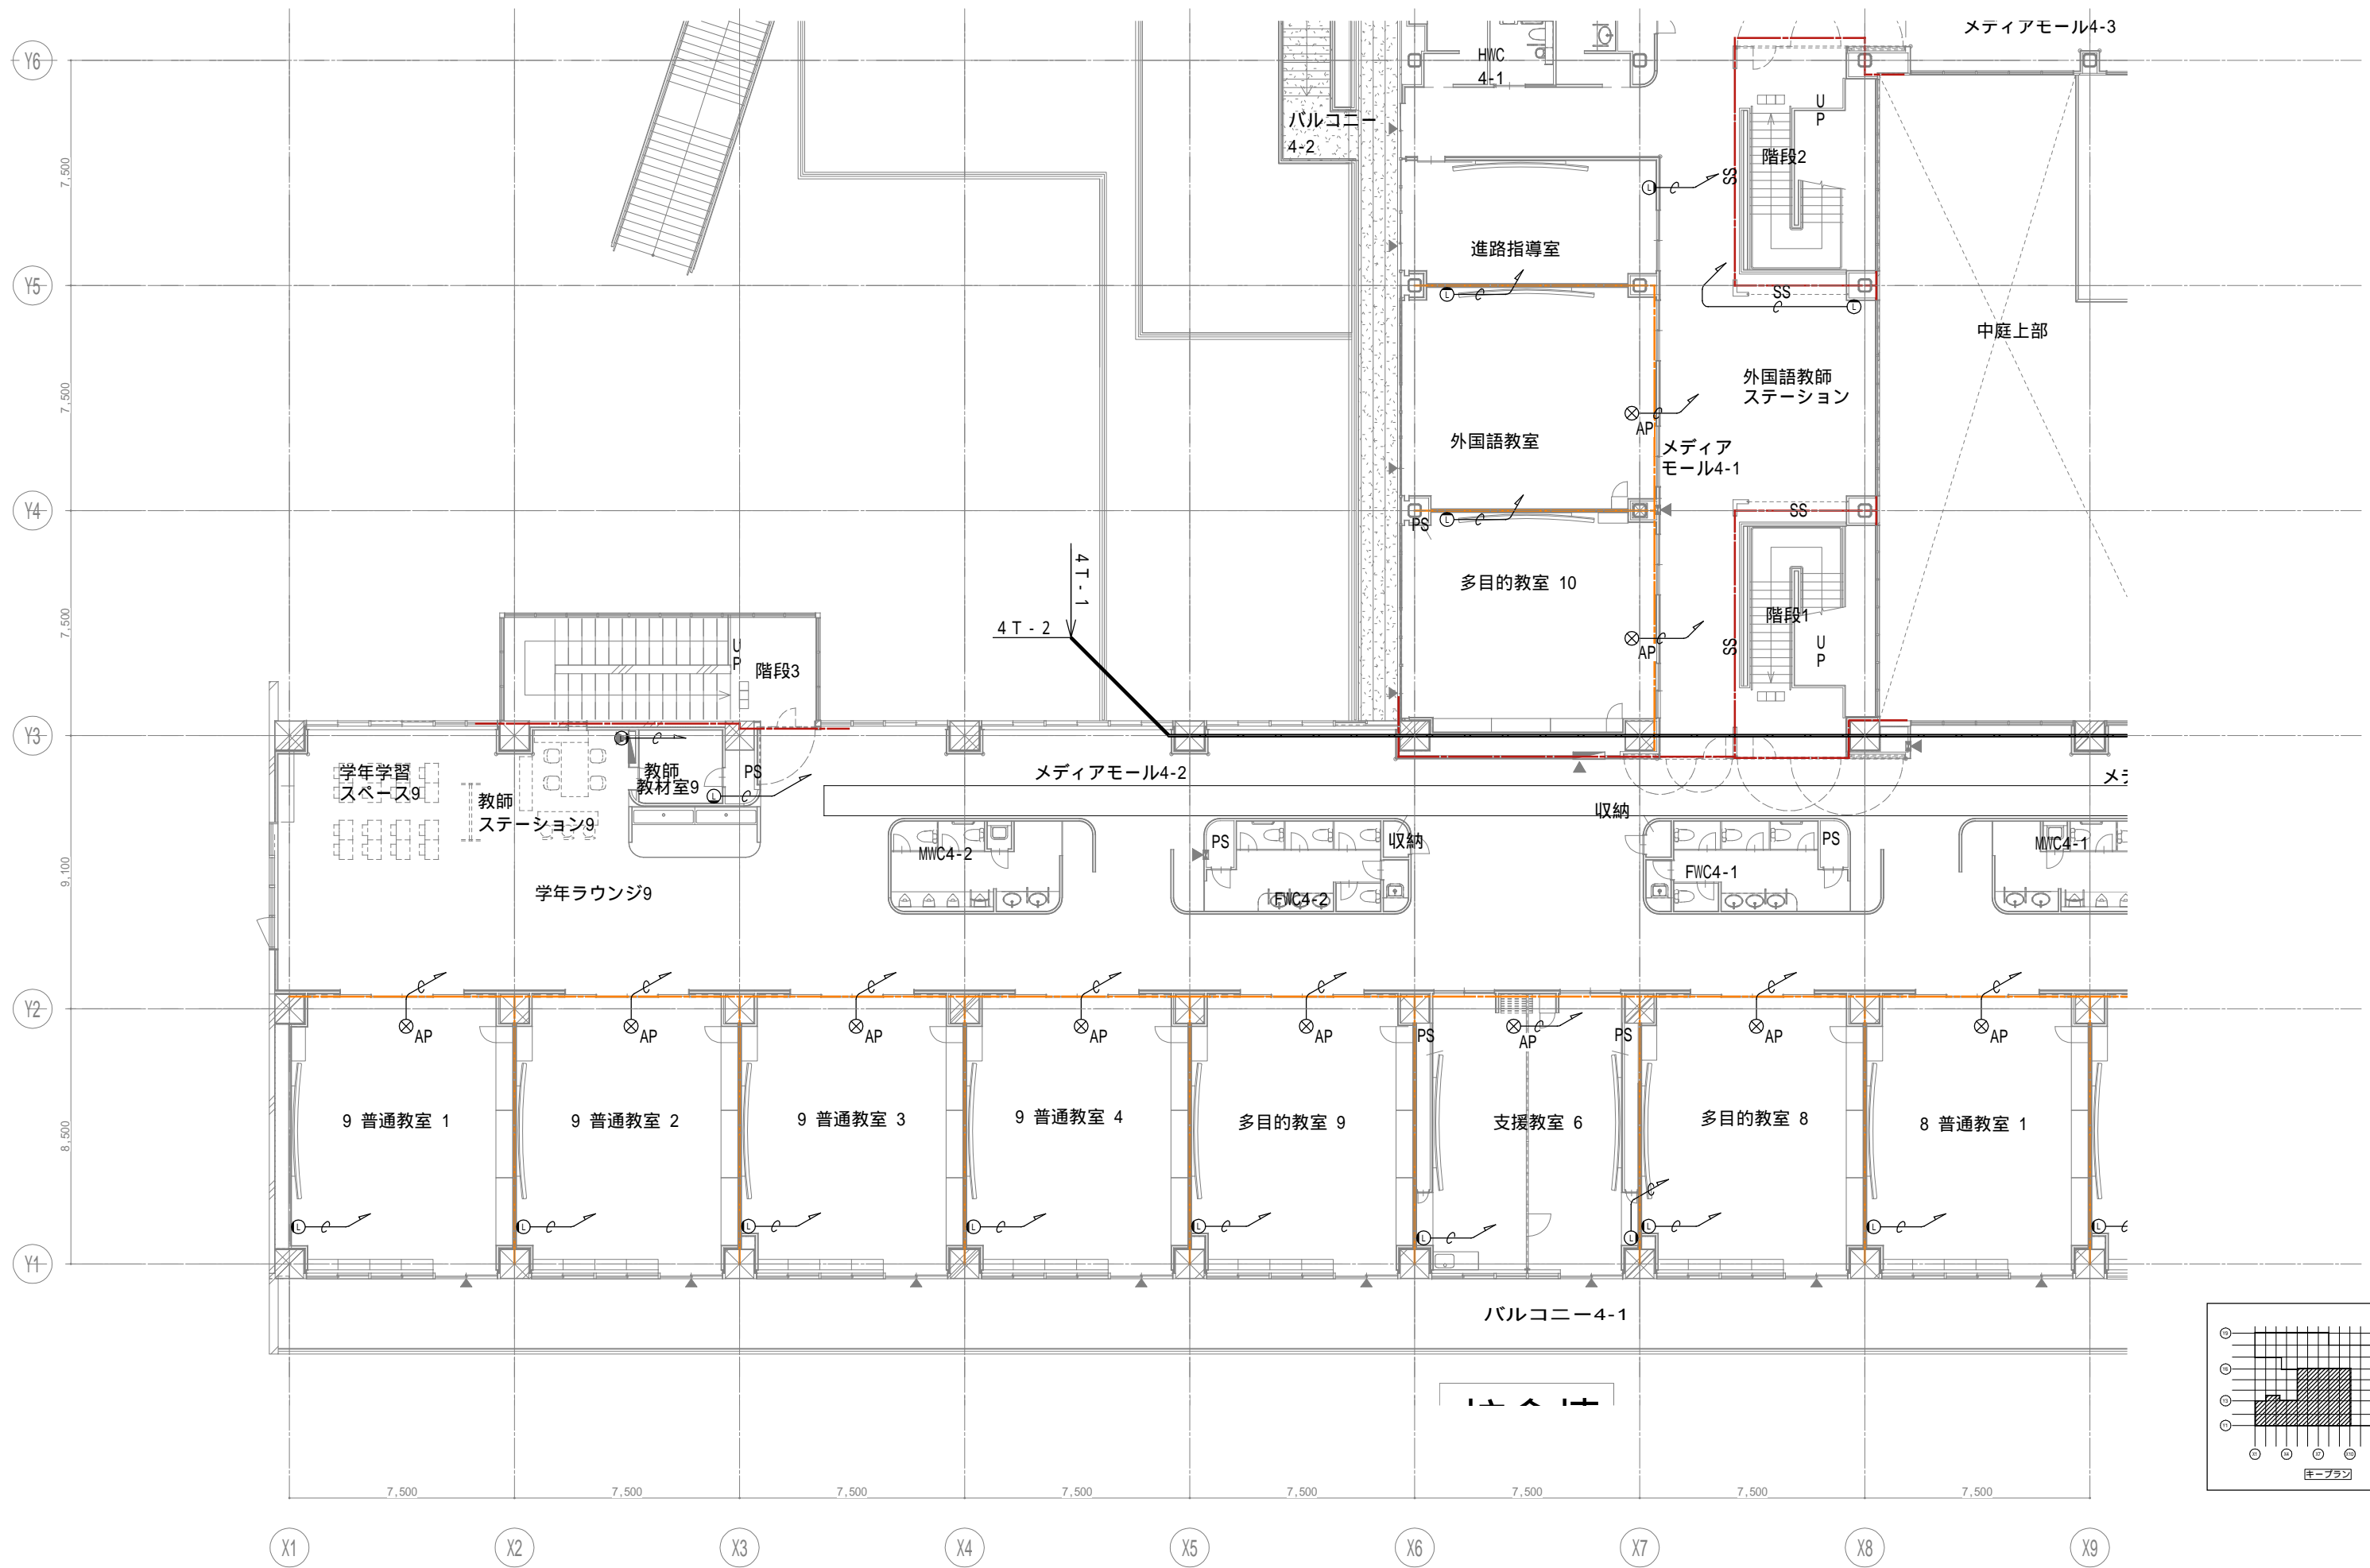 メディアモール4-3
Y6
HWC
4-1
バルコニー
4-2
U
P
階段2
SS
7,500
進路指導室
Y5
L
C
SS
中庭上部
外国語教師
ステーション
7,500
外国語教室
AP
メディア
モール4-1
Y4
PS
SS
4T-1
多目的教室 10
4T-2
階段1
7,500
U
P
階段3
AP
SS
U
P
Y3
学年学習
スペース9
教師
教材室9
PS
メディアモール4-2
メデ
教師
ステーション9
収納
MWC4-2
PS
収納
PS
MWC4-1
9,100
学年ラウンジ9
FWC4-2
FWC4-1
Y2
AP
AP
AP
AP
AP
PS
AP
PS
AP
AP
9 普通教室 1
9 普通教室 2
9 普通教室 3
9 普通教室 4
多目的教室 9
支援教室 6
多目的教室 8
8 普通教室 1
8,500
Y1
バルコニー4-1
キープラン
7,500
7,500
7,500
7,500
7,500
7,500
7,500
7,500
X1
X2
X3
X4
X5
X6
X7
X8
X9